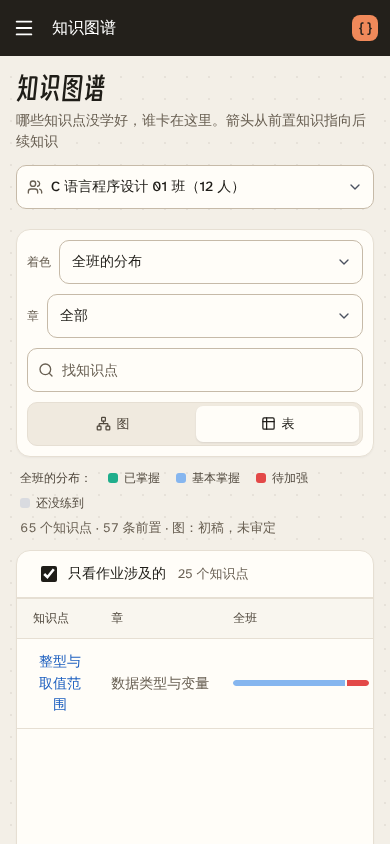 知识图谱
{ }
知识图谱
哪些知识点没学好，谁卡在这里。箭头从前置知识指向后
续知识
C 语言程序设计 01 班（12 人）
着色
全班的分布
章
全部
找知识点
图
表
全班的分布：
已掌握
基本掌握
待加强
还没练到
65 个知识点 · 57 条前置 · 图：初稿，未审定
只看作业涉及的 25 个知识点
知识点
章
全班
整型与
取值范
围
数据类型与变量